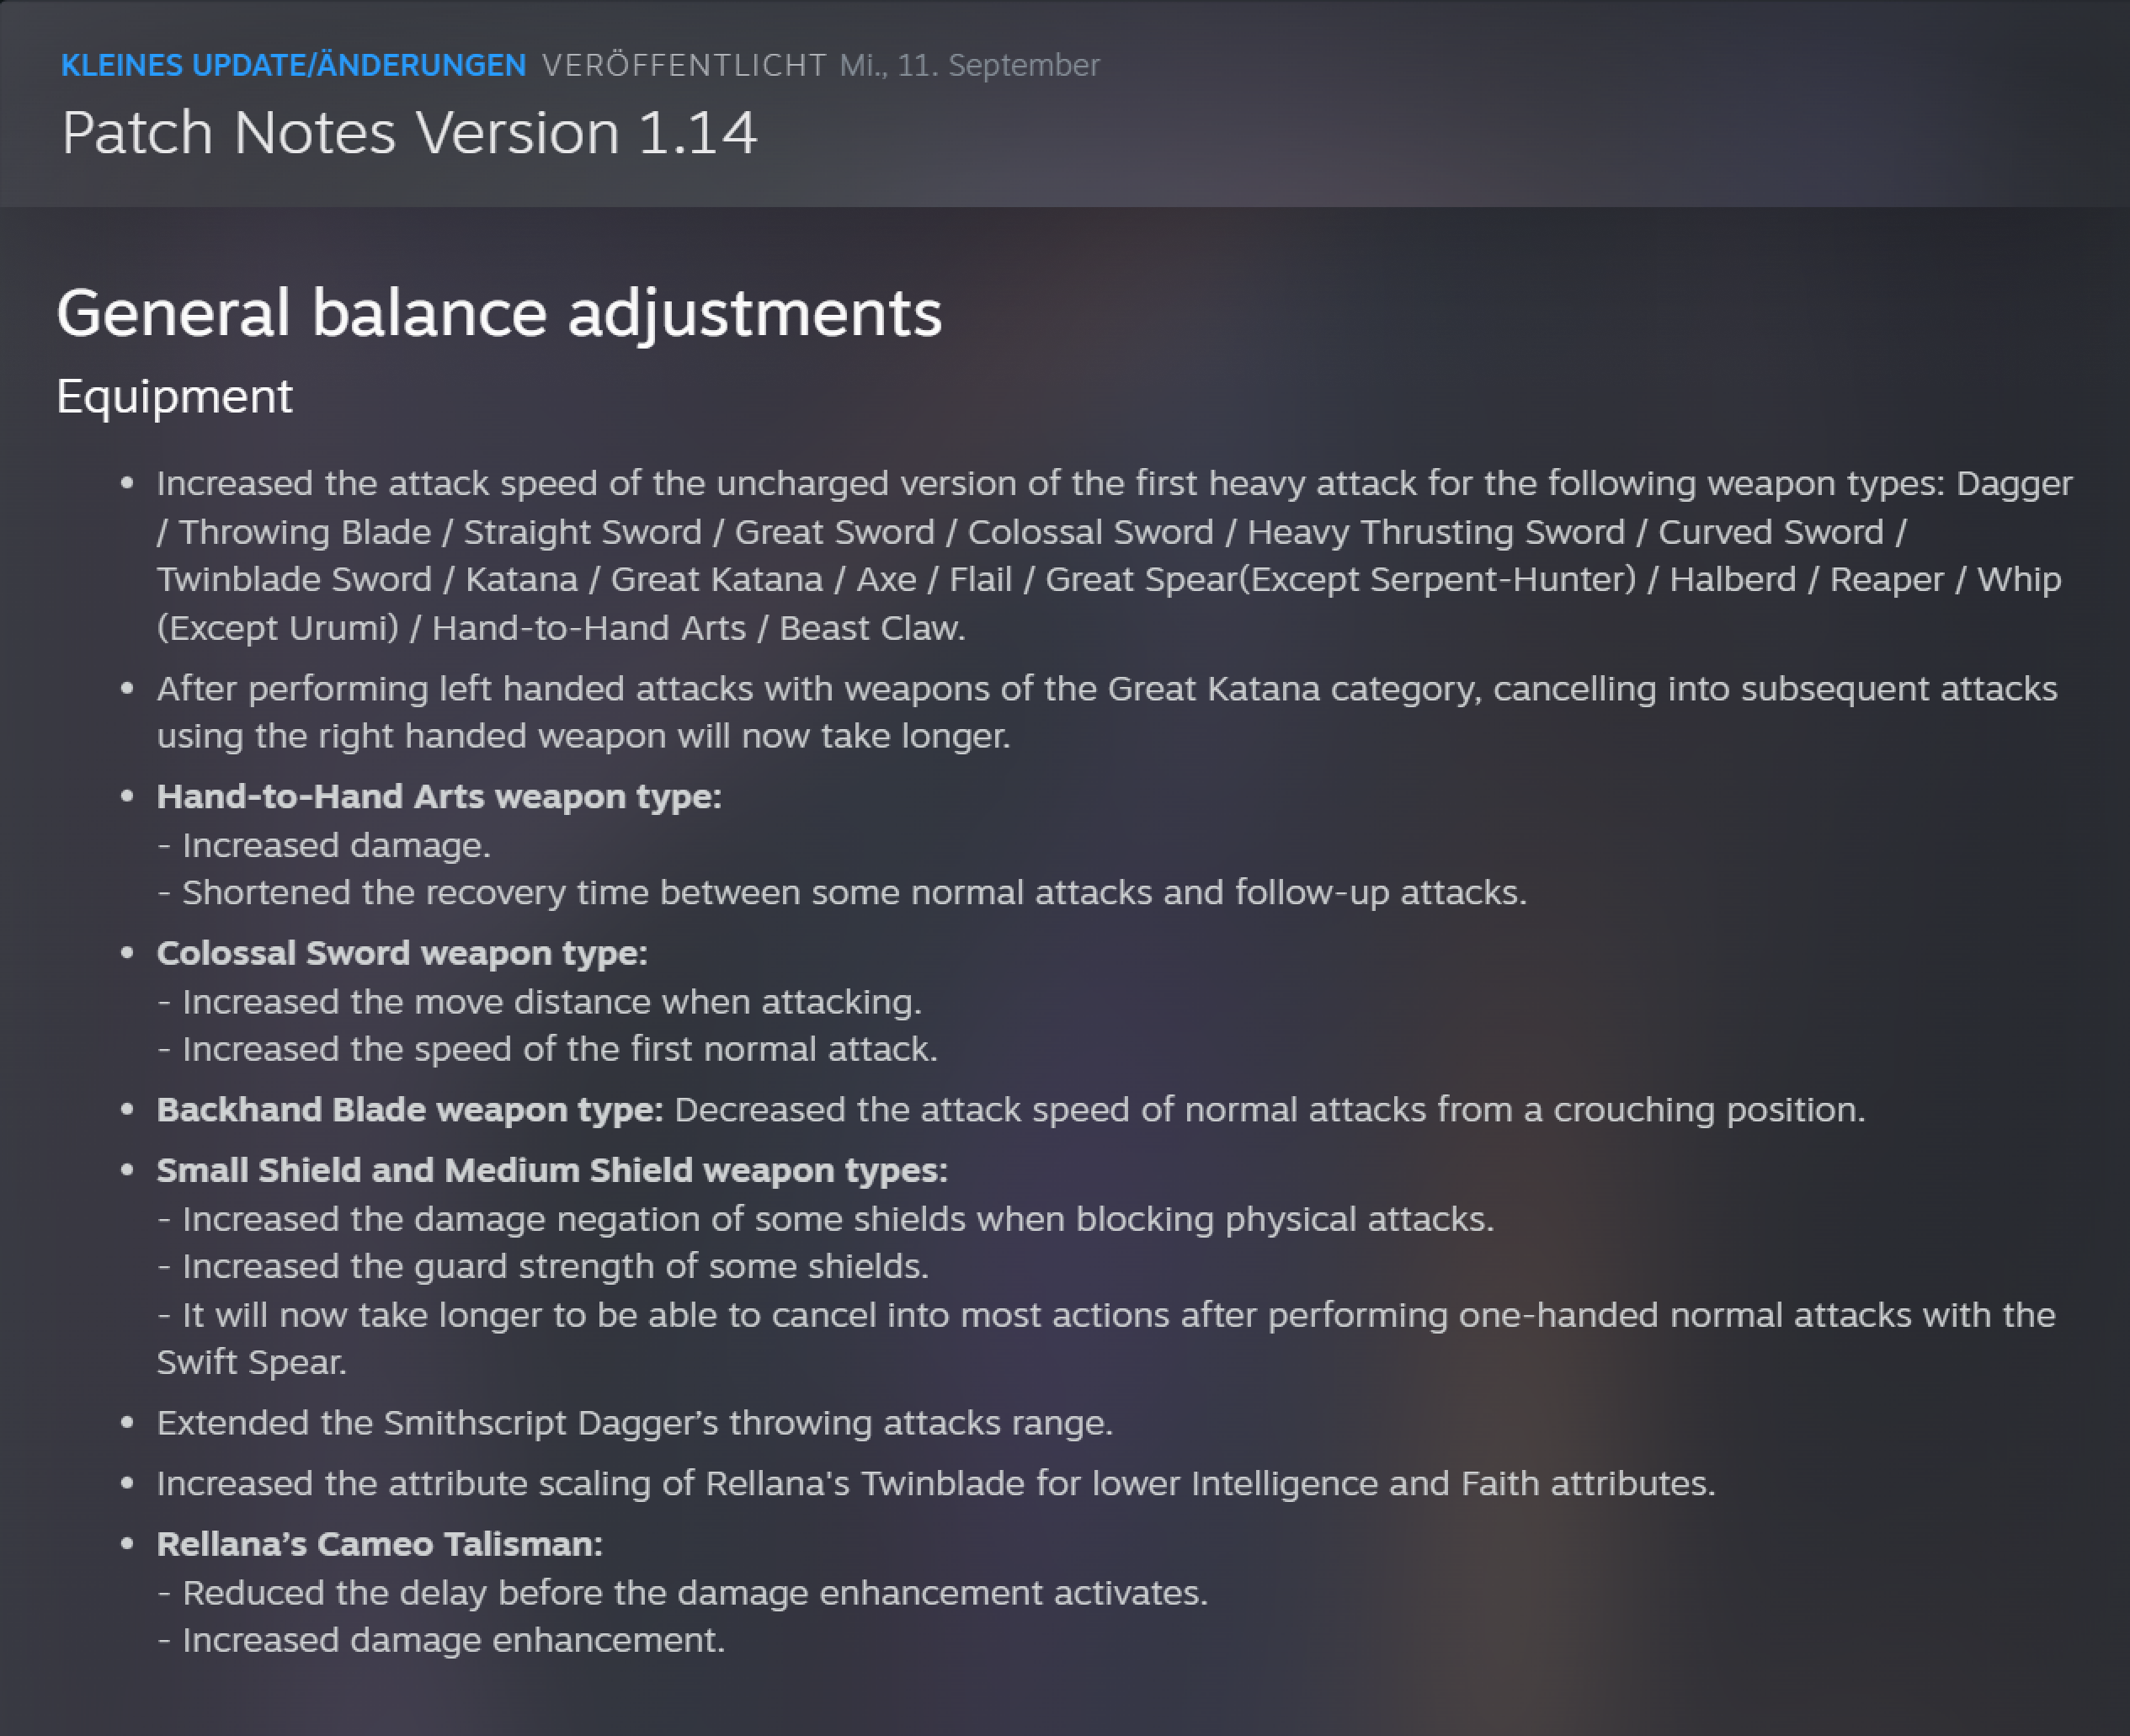 KLEINES UPDATE/ÄNDERUNGEN VERÖFFENTLICHT Mi., 11. September
Patch Notes Version 1.14
General balance adjustments
Equipment
• Increased the attack speed of the uncharged version of the first heavy attack for the following weapon types: Dagger
/ Throwing Blade / Straight Sword / Great Sword / Colossal Sword / Heavy Thrusting Sword / Curved Sword /
Twinblade Sword / Katana / Great Katana / Axe / Flail / Great Spear(Except Serpent-Hunter) / Halberd / Reaper / Whip
(Except Urumi) / Hand-to-Hand Arts / Beast Claw.
• After performing left handed attacks with weapons of the Great Katana category, cancelling into subsequent attacks
using the right handed weapon will now take longer.
• Hand-to-Hand Arts weapon type:
- Increased damage.
- Shortened the recovery time between some normal attacks and follow-up attacks.
• Colossal Sword weapon type:
- Increased the move distance when attacking.
- Increased the speed of the first normal attack.
• Backhand Blade weapon type: Decreased the attack speed of normal attacks from a crouching position.
• Small Shield and Medium Shield weapon types:
- Increased the damage negation of some shields when blocking physical attacks.
- Increased the guard strength of some shields.
- It will now take longer to be able to cancel into most actions after performing one-handed normal attacks with the
Swift Spear.
• Extended the Smithscript Dagger’s throwing attacks range.
• Increased the attribute scaling of Rellana's Twinblade for lower Intelligence and Faith attributes.
• Rellana’s Cameo Talisman:
- Reduced the delay before the damage enhancement activates.
- Increased damage enhancement.